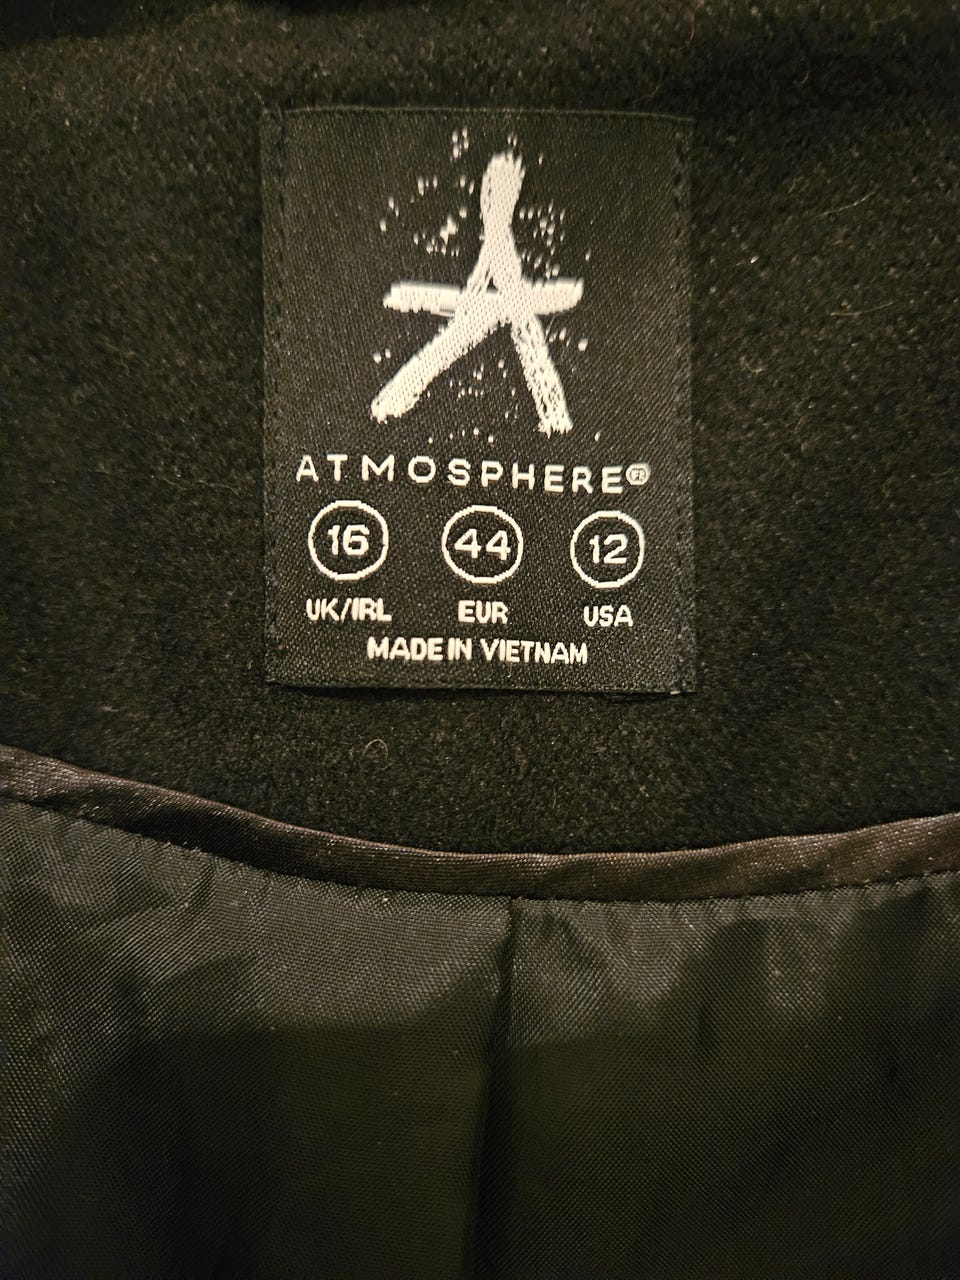 ATMOSPHERE®
16 44 12
UK/IRL EUR USA
MADE IN VIETNAM